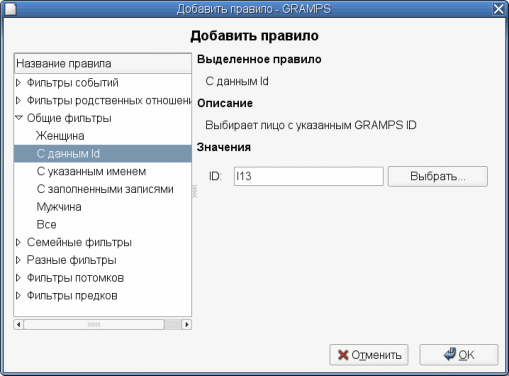 Добавить правило - GRAMPS
Добавить правило
Название правила
Фильтры событий
Фильтры родственных отношени
Общие фильтры
Женщина
С данным Id
С указанным именем
С заполненными записями
Мужчина
Все
Семейные фильтры
Разные фильтры
Фильтры потомков
Фильтры предков
Выделенное правило
С данным Id
Описание
Выбирает лицо с указанным GRAMPS ID
Значения
ID: I13 Выбрать...
Отменить OK